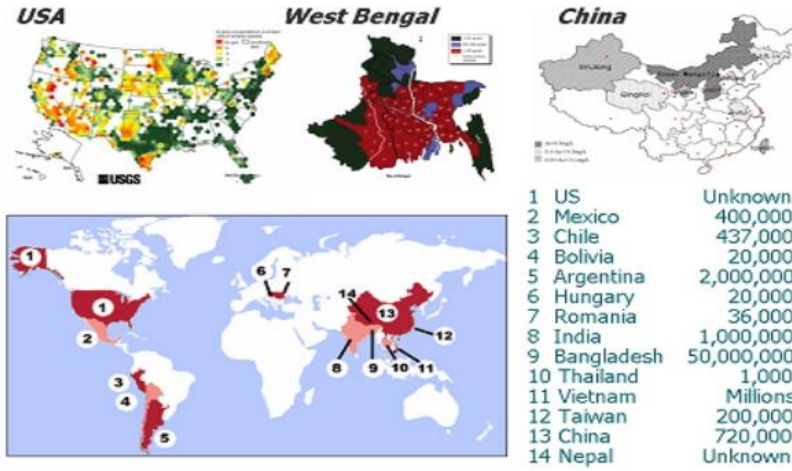 USA
West Bengal
China
USGS
Xinjiang
Inner Mongolia
Qinghai
1 US Unknown
2 Mexico 400,000
3 Chile 437,000
4 Bolivia 20,000
5 Argentina 2,000,000
6 Hungary 20,000
7 Romania 36,000
8 India 1,000,000
9 Bangladesh 50,000,000
10 Thailand 1,000
11 Vietnam Millions
12 Taiwan 200,000
13 China 720,000
14 Nepal Unknown
1
6
7
14
1
13
2
12
8
9
10
11
3
4
5